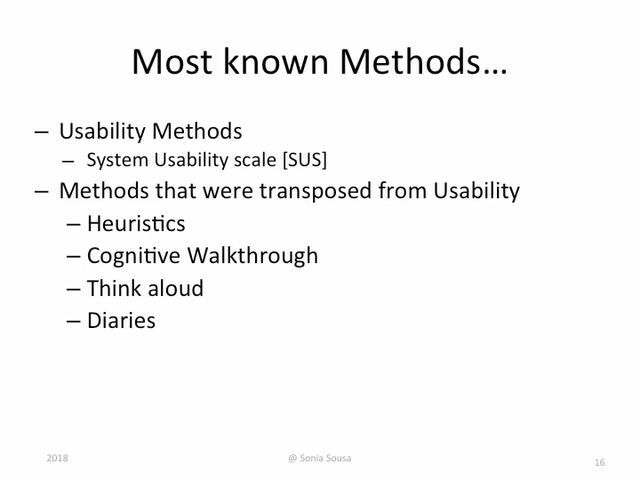 Most known Methods…
– Usability Methods
– System Usability scale [SUS]
– Methods that were transposed from Usability
– Heuristics
– Cognitive Walkthrough
– Think aloud
– Diaries
2018
@ Sonia Sousa
16